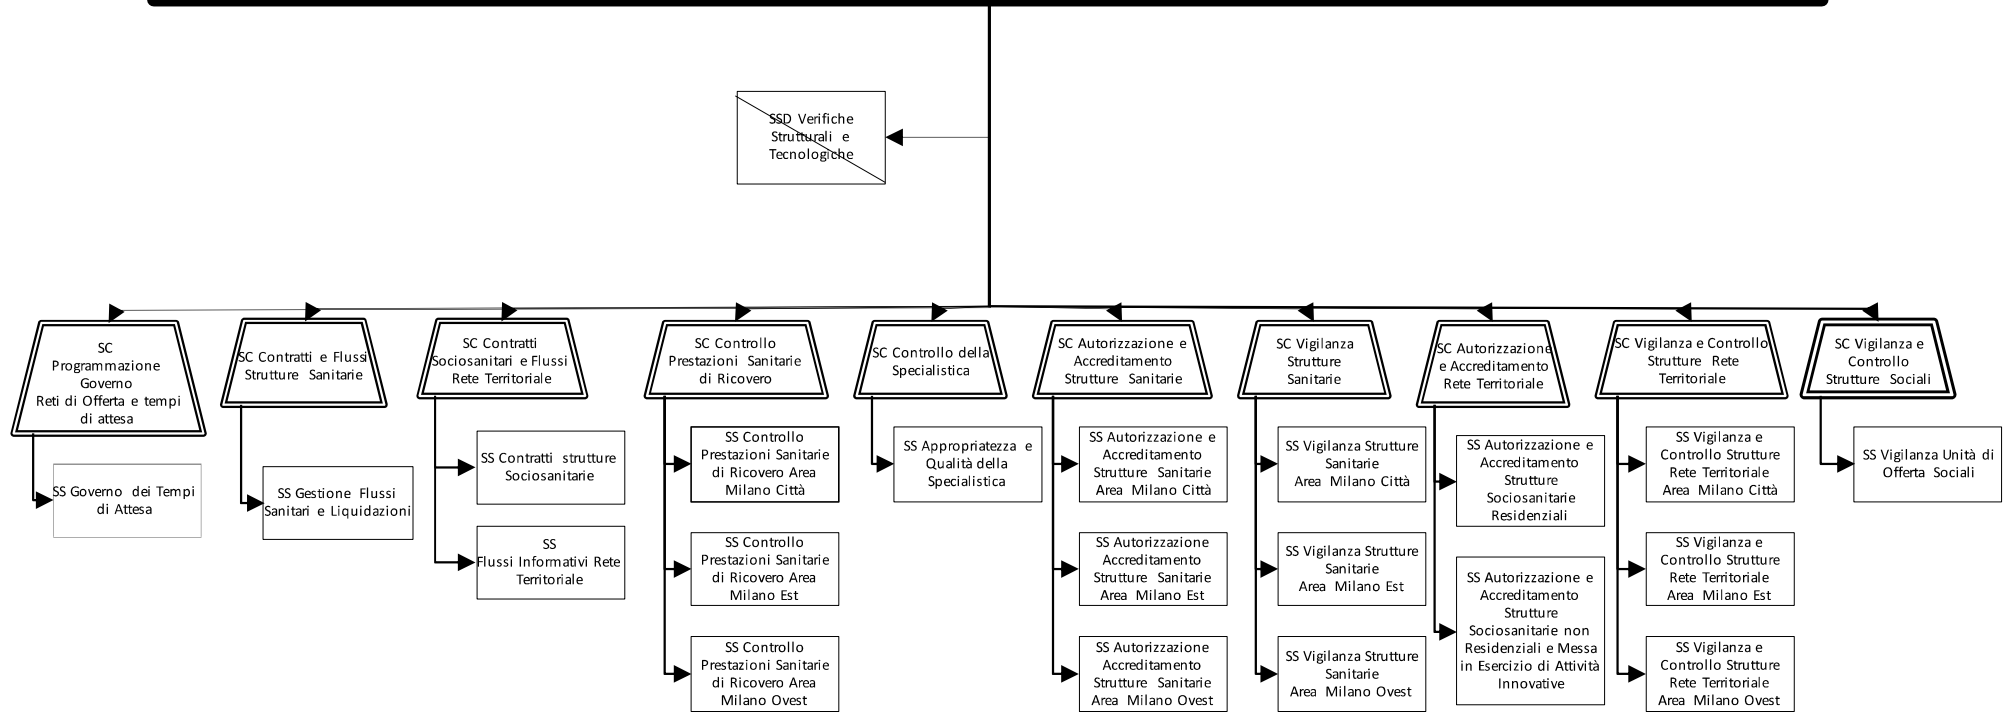 SSD Verifiche
Strutturali e
Tecnologiche
SC
Programmazione
Governo
Reti di Offerta e tempi
di attesa
SS Governo dei Tempi
di Attesa
SC Contratti e Flussi
Strutture Sanitarie
SS Gestione Flussi
Sanitari e Liquidazioni
SC Contratti
Sociosanitari e Flussi
Rete Territoriale
SS Contratti strutture
Sociosanitarie
SS
Flussi Informativi Rete
Territoriale
SC Controllo
Prestazioni Sanitarie
di Ricovero
SS Controllo
Prestazioni Sanitarie
di Ricovero Area
Milano Città
SS Controllo
Prestazioni Sanitarie
di Ricovero Area
Milano Est
SS Controllo
Prestazioni Sanitarie
di Ricovero Area
Milano Ovest
SC Controllo della
Specialistica
SS Appropriatezza e
Qualità della
Specialistica
SC Autorizzazione e
Accreditamento
Strutture Sanitarie
SS Autorizzazione e
Accreditamento
Strutture Sanitarie
Area Milano Città
SS Autorizzazione
Accreditamento
Strutture Sanitarie
Area Milano Est
SS Autorizzazione
Accreditamento
Strutture Sanitarie
Area Milano Ovest
SC Vigilanza
Strutture
Sanitarie
SS Vigilanza Strutture
Sanitarie
Area Milano Città
SS Vigilanza Strutture
Sanitarie
Area Milano Est
SS Vigilanza Strutture
Sanitarie
Area Milano Ovest
SC Autorizzazione
e Accreditamento
Rete Territoriale
SS Autorizzazione e
Accreditamento
Strutture
Sociosanitarie
Residenziali
SS Autorizzazione e
Accreditamento
Strutture
Sociosanitarie non
Residenziali e Messa
in Esercizio di Attività
Innovative
SC Vigilanza e Controllo
Strutture Rete
Territoriale
SS Vigilanza e
Controllo Strutture
Rete Territoriale
Area Milano Città
SS Vigilanza e
Controllo Strutture
Rete Territoriale
Area Milano Est
SS Vigilanza e
Controllo Strutture
Rete Territoriale
Area Milano Ovest
SC Vigilanza e
Controllo
Strutture Sociali
SS Vigilanza Unità di
Offerta Sociali